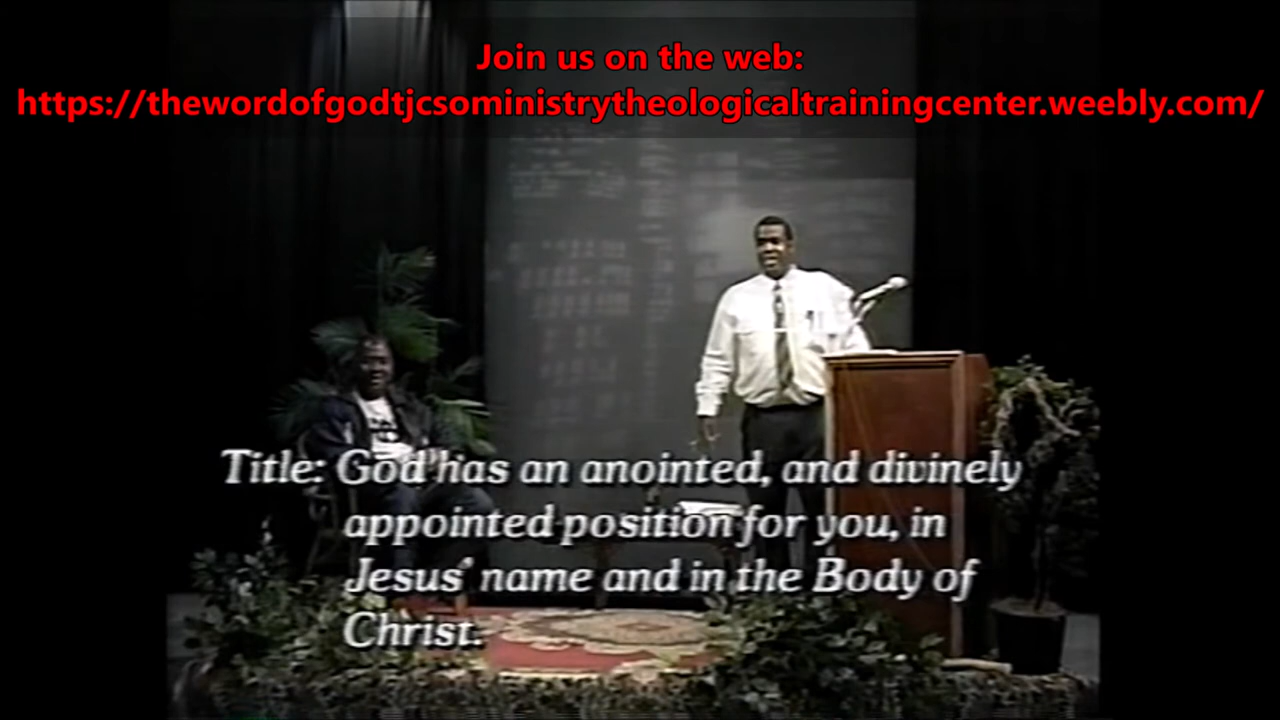 Join us on the web:
https://thewordofgodtjcsoministrytheologicaltrainingcenter.weebly.com/
Title: God has an anointed, and divinely
appointed position for you, in
Jesus' name and in the Body of
Christ.